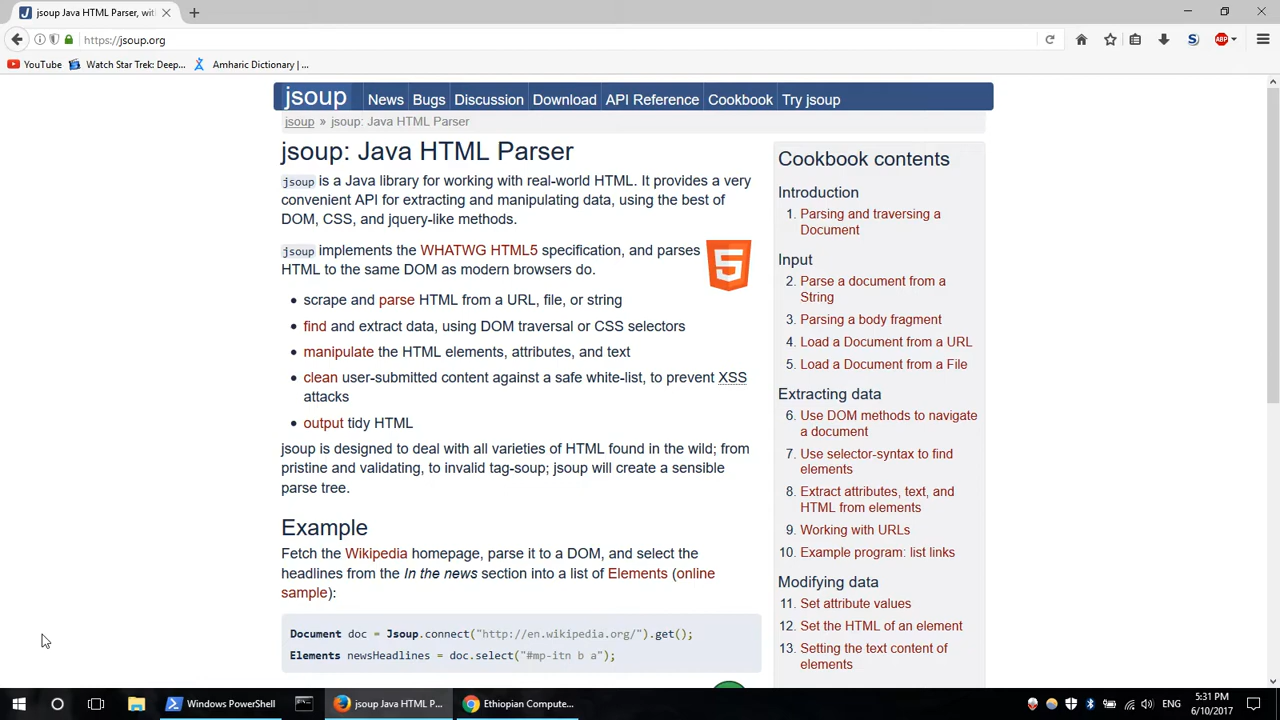 jsoup Java HTML Parser, wit
https://jsoup.org
YouTube
Watch Star Trek: Deep...
Amharic Dictionary | ...
ABP
jsoup
News
Bugs
Discussion
Download
API Reference
Cookbook
Try jsoup
jsoup » jsoup: Java HTML Parser
jsoup: Java HTML Parser
jsoup is a Java library for working with real-world HTML. It provides a very
convenient API for extracting and manipulating data, using the best of
DOM, CSS, and jquery-like methods.
jsoup implements the WHATWG HTML5 specification, and parses
HTML to the same DOM as modern browsers do.
5
• scrape and parse HTML from a URL, file, or string
• find and extract data, using DOM traversal or CSS selectors
• manipulate the HTML elements, attributes, and text
• clean user-submitted content against a safe white-list, to prevent XSS
attacks
• output tidy HTML
jsoup is designed to deal with all varieties of HTML found in the wild; from
pristine and validating, to invalid tag-soup; jsoup will create a sensible
parse tree.
Example
Fetch the Wikipedia homepage, parse it to a DOM, and select the
headlines from the In the news section into a list of Elements (online
sample):
Document doc = Jsoup.connect("http://en.wikipedia.org/").get();
Elements newsHeadlines = doc.select("#mp-itn b a");
Cookbook contents
Introduction
1. Parsing and traversing a
Document
Input
2. Parse a document from a
String
3. Parsing a body fragment
4. Load a Document from a URL
5. Load a Document from a File
Extracting data
6. Use DOM methods to navigate
a document
7. Use selector-syntax to find
elements
8. Extract attributes, text, and
HTML from elements
9. Working with URLs
10. Example program: list links
Modifying data
11. Set attribute values
12. Set the HTML of an element
13. Setting the text content of
elements
Windows PowerShell
jsoup Java HTML P...
Ethiopian Compute...
ENG
5:31 PM
6/10/2017